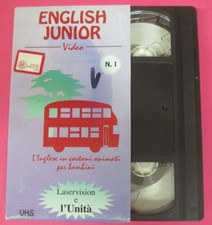 ENGLISH
JUNIOR
Video
N. 1
L'Inglese in cartoni animati
per bambini
Laservision
e
l'Unità
VHS